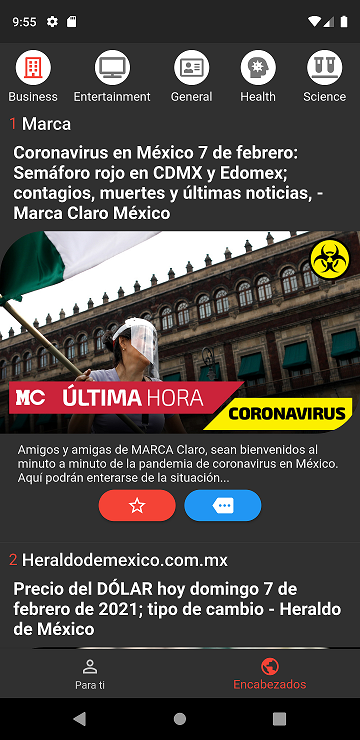 9:55
Business Entertainment General Health Science
1 Marca
Coronavirus en México 7 de febrero:
Semáforo rojo en CDMX y Edomex;
contagios, muertes y últimas noticias, -
Marca Claro México
MC ÚLTIMA HORA
CORONAVIRUS
Amigos y amigas de MARCA Claro, sean bienvenidos al
minuto a minuto de la pandemia de coronavirus en México.
Aquí podrán enterarse de la situación...
2 Heraldodemexico.com.mx
Precio del DÓLAR hoy domingo 7 de
febrero de 2021; tipo de cambio - Heraldo
de México
Para ti Encabezados